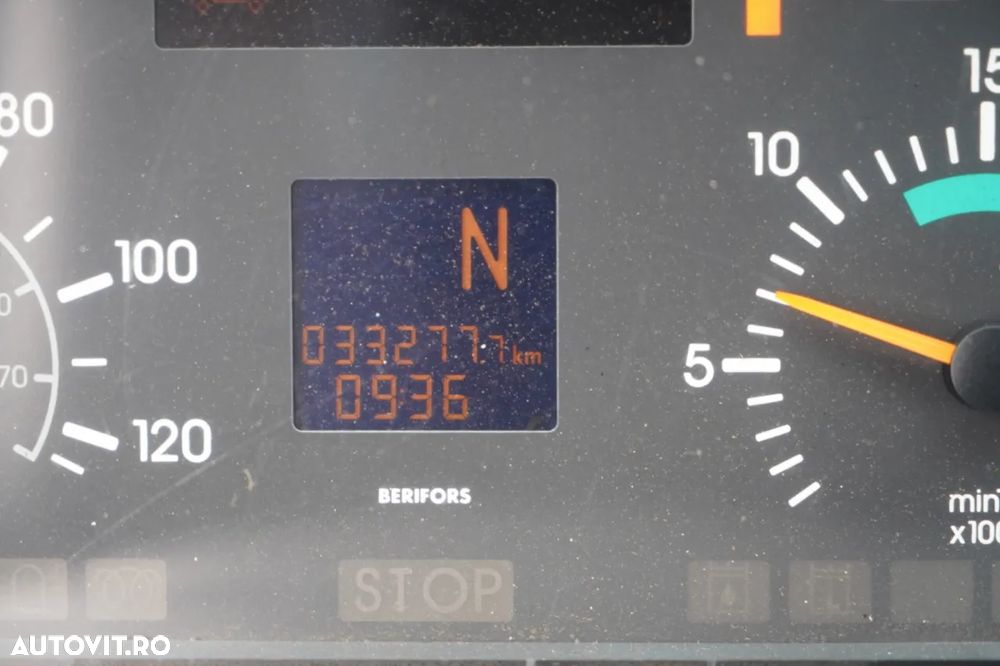 80
15
10
100
N
033277.7 km
5
0936
70
120
BERIFORS
min
x100
STOP
AUTOVIT.RO